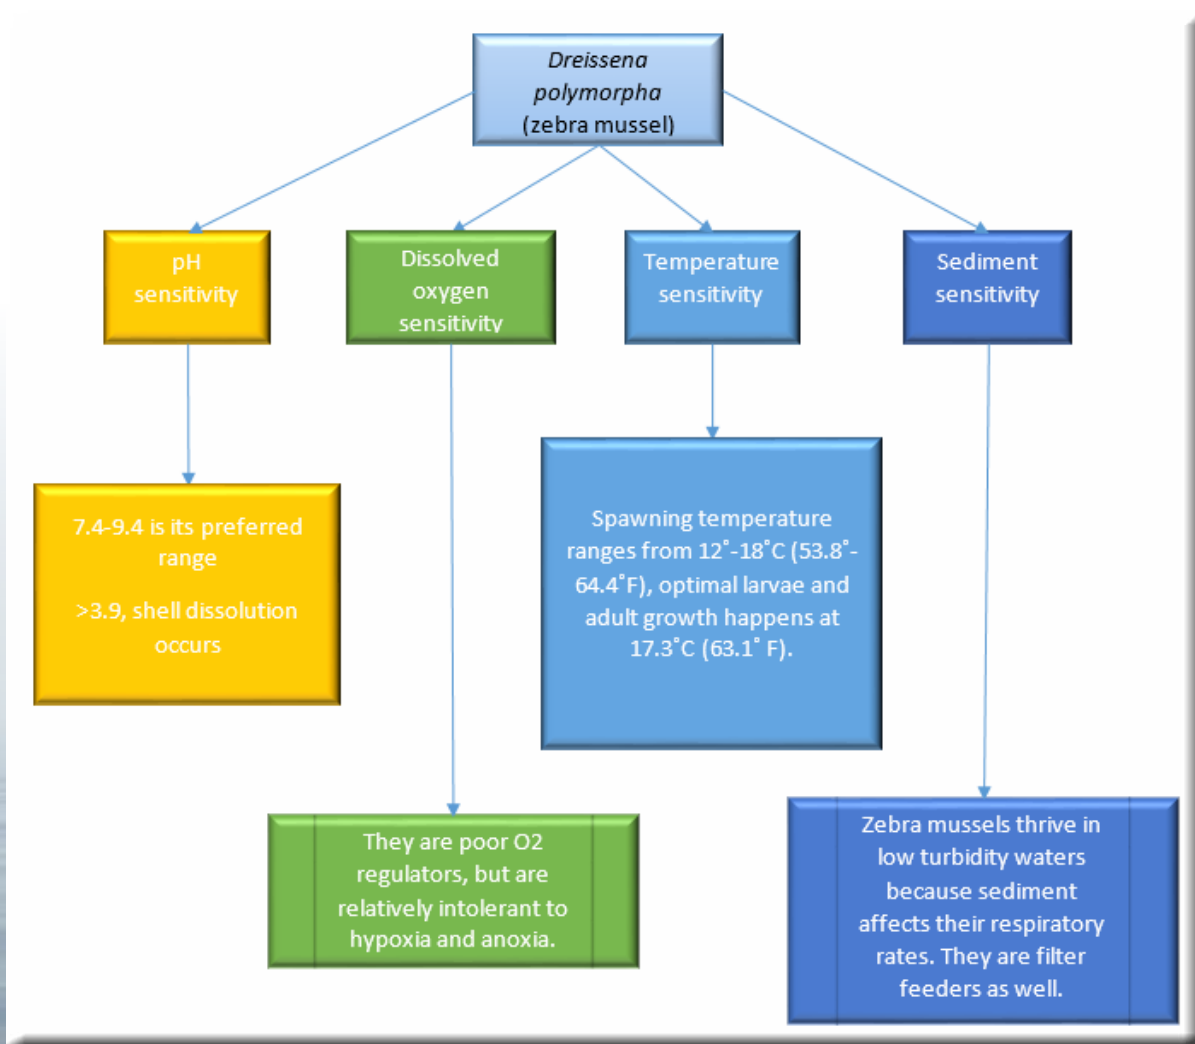 Dreissena
polymorpha
(zebra mussel)
pH
sensitivity
Dissolved
oxygen
sensitivity
Temperature
sensitivity
Sediment
sensitivity
7.4-9.4 is its preferred
range
>3.9, shell dissolution
occurs
Spawning temperature
ranges from 12˚-18˚C (53.8˚-
64.4˚F), optimal larvae and
adult growth happens at
17.3˚C (63.1˚ F).
They are poor O2
regulators, but are
relatively intolerant to
hypoxia and anoxia.
Zebra mussels thrive in
low turbidity waters
because sediment
affects their respiratory
rates. They are filter
feeders as well.